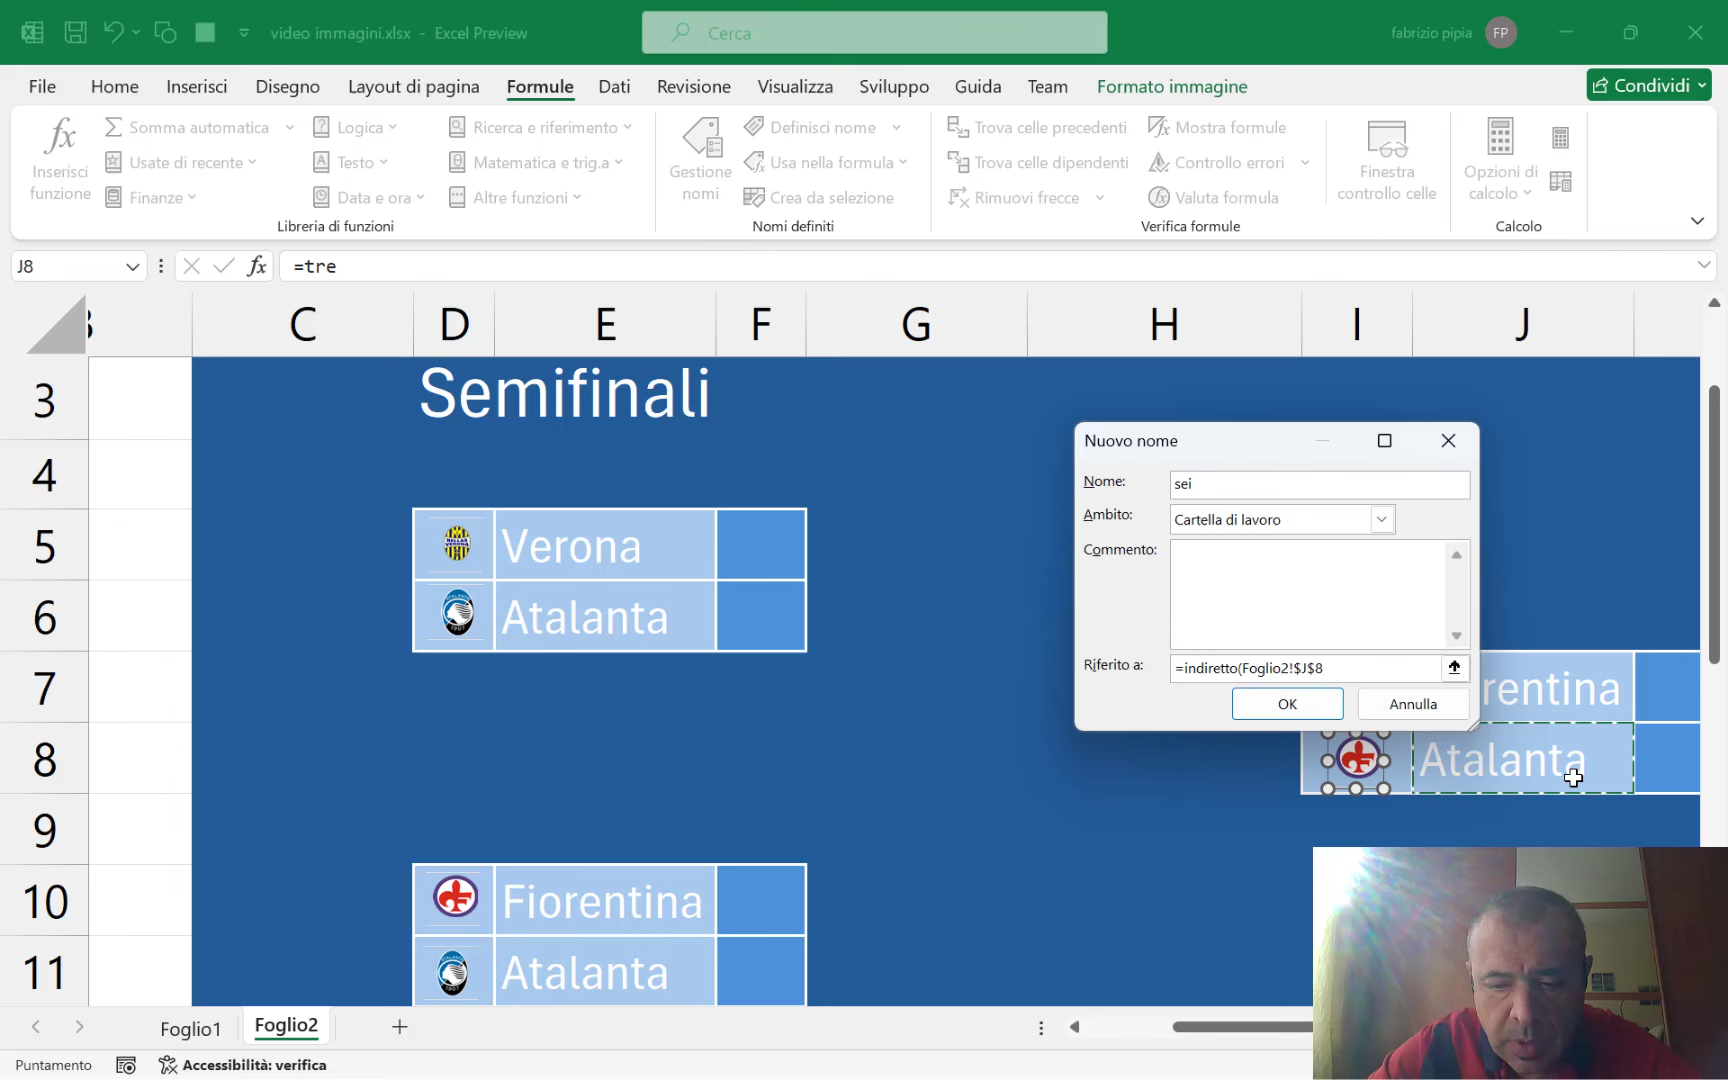 video immagini.xlsx - Excel Preview
Cerca
fabrizio pipia
FP
File
Home
Inserisci
Disegno
Layout di pagina
Formule
Dati
Revisione
Visualizza
Sviluppo
Guida
Team
Formato immagine
Condividi
Inserisci funzione
Somma automatica
Usate di recente
Finanze
Logica
Testo
Data e ora
Ricerca e riferimento
Matematica e trig.a
Altre funzioni
Libreria di funzioni
Gestione nomi
Definisci nome
Usa nella formula
Crea da selezione
Nomi definiti
Trova celle precedenti
Trova celle dipendenti
Rimuovi frecce
Mostra formule
Controllo errori
Valuta formula
Verifica formule
Finestra controllo celle
Opzioni di calcolo
Calcolo
J8
fx
=tre
C D E F G H I J
3 Semifinali
4
5 Verona
6 Atalanta
7 rentina
8 Atalanta
9
10 Fiorentina
11 Atalanta
Nuovo nome
Nome: sei
Ambito: Cartella di lavoro
Commento:
Riferito a: =indiretto(Foglio2!$J$8
OK
Annulla
Foglio1
Foglio2
Puntamento
Accessibilità: verifica